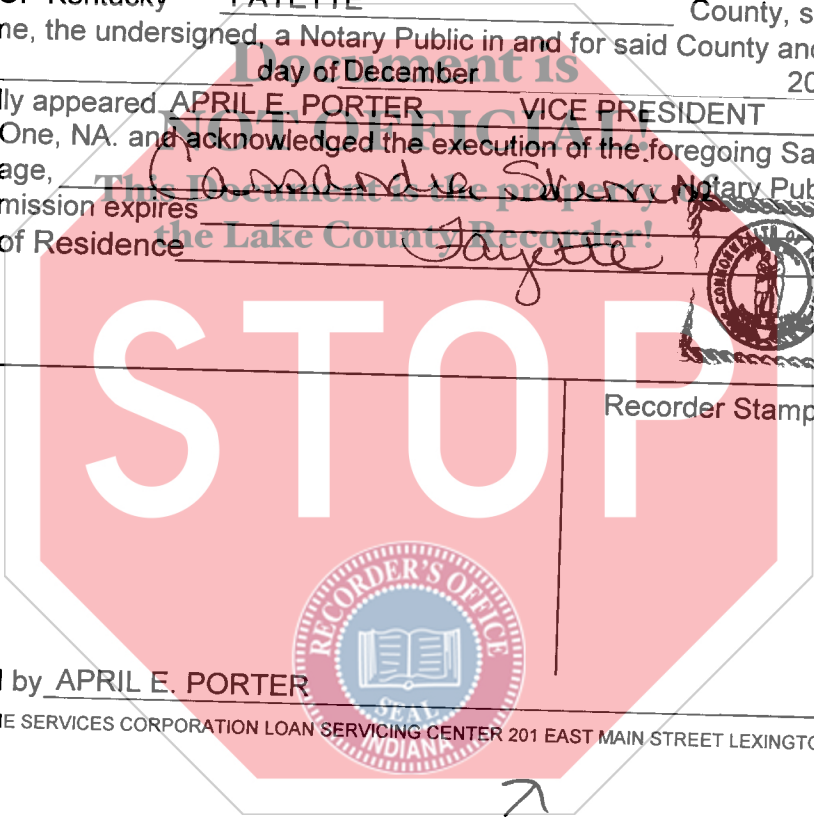 Kentucky FAYETTE County, s
ne, the undersigned, a Notary Public in and for said County and
day of December 20
lly appeared APRIL E. PORTER VICE PRESIDENT
One, NA. and acknowledged the execution of the foregoing Sa
age, Cassandra Notary Pub
mission expires
of Residence Fayette
Document is
NOT OFFICIAL!
This Document is the property of
the Lake County Recorder!
COMMONWEALTH OF
STOP
Recorder Stamp
RECORDER'S OFFICE
SEAL
INDIANA
by APRIL E. PORTER
E SERVICES CORPORATION LOAN SERVICING CENTER 201 EAST MAIN STREET LEXINGTO